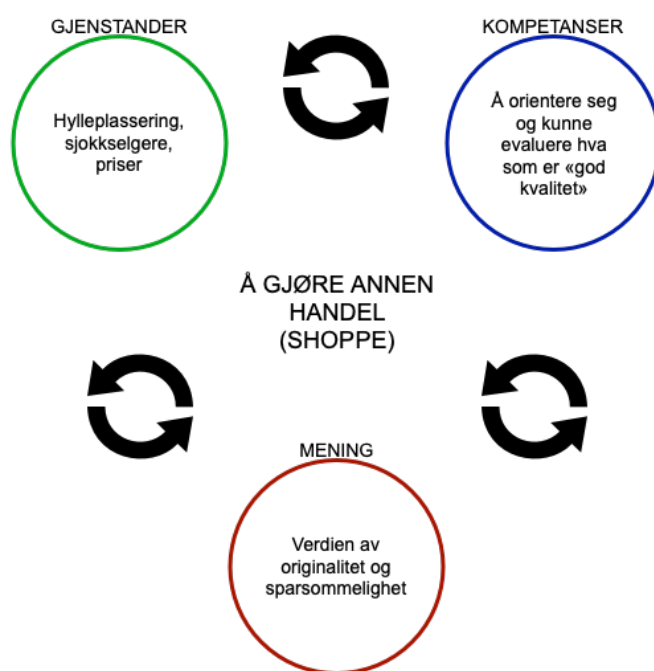 GJENSTANDER
Hylleplassering,
sjokkselgere,
priser
KOMPETANSER
Å orientere seg
og kunne
evaluere hva
som er «god
kvalitet»
Å GJØRE ANNEN
HANDEL
(SHOPPE)
MENING
Verdien av
originalitet og
sparsommelighet